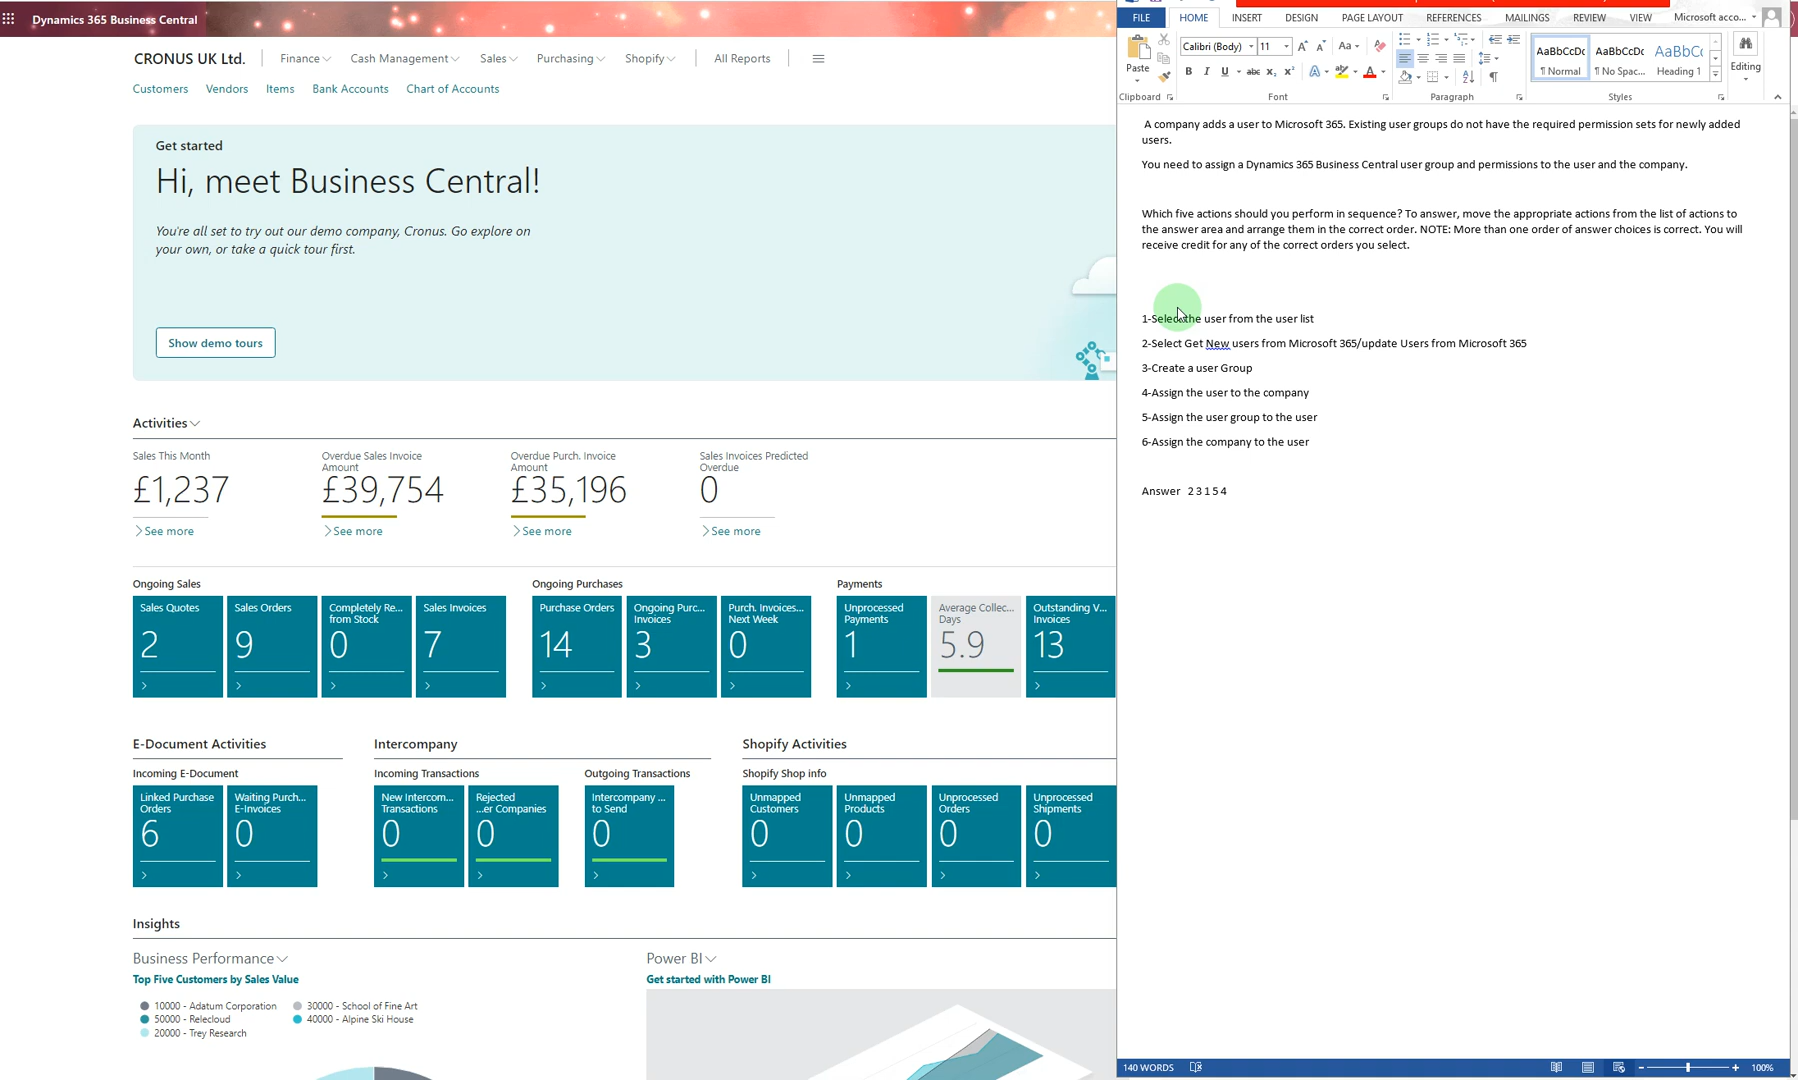 Dynamics 365 Business Central
CRONUS UK Ltd.
Finance
Cash Management
Sales
Purchasing
Shopify
All Reports
Customers
Vendors
Items
Bank Accounts
Chart of Accounts
Get started
Hi, meet Business Central!
You're all set to try out our demo company, Cronus. Go explore on
your own, or take a quick tour first.
Show demo tours
Activities
Sales This Month
£1,237
See more
Overdue Sales Invoice
Amount
£39,754
See more
Overdue Purch. Invoice
Amount
£35,196
See more
Sales Invoices Predicted
Overdue
0
See more
Ongoing Sales
Sales Quotes
2
Sales Orders
9
Completely Re...
from Stock
0
Sales Invoices
7
Ongoing Purchases
Purchase Orders
14
Ongoing Purc...
Invoices
3
Purch. Invoices...
Next Week
0
Payments
Unprocessed
Payments
1
Average Collec...
Days
5.9
Outstanding V...
Invoices
13
E-Document Activities
Incoming E-Document
Linked Purchase
Orders
6
Waiting Purch...
E-Invoices
0
Intercompany
Incoming Transactions
New Intercom...
Transactions
0
Rejected
...er Companies
0
Outgoing Transactions
Intercompany ...
to Send
0
Shopify Activities
Shopify Shop info
Unmapped
Customers
0
Unmapped
Products
0
Unprocessed
Orders
0
Unprocessed
Shipments
0
Insights
Business Performance
Top Five Customers by Sales Value
10000 - Adatum Corporation
30000 - School of Fine Art
50000 - Relecloud
40000 - Alpine Ski House
20000 - Trey Research
Power BI
Get started with Power BI
FILE
HOME
INSERT
DESIGN
PAGE LAYOUT
REFERENCES
MAILINGS
REVIEW
VIEW
Microsoft acco...
Paste
Calibri (Body)
11
Aa
B I U abc x₂ x²
A
AaBbCcDc
¶ Normal
AaBbCcDc
¶ No Spac...
AaBbCc
Heading 1
Editing
Clipboard
Font
Paragraph
Styles
A company adds a user to Microsoft 365. Existing user groups do not have the required permission sets for newly added
users.
You need to assign a Dynamics 365 Business Central user group and permissions to the user and the company.
Which five actions should you perform in sequence? To answer, move the appropriate actions from the list of actions to
the answer area and arrange them in the correct order. NOTE: More than one order of answer choices is correct. You will
receive credit for any of the correct orders you select.
1-Select the user from the user list
2-Select Get New users from Microsoft 365/update Users from Microsoft 365
3-Create a user Group
4-Assign the user to the company
5-Assign the user group to the user
6-Assign the company to the user
Answer 2 3 1 5 4
140 WORDS
100%